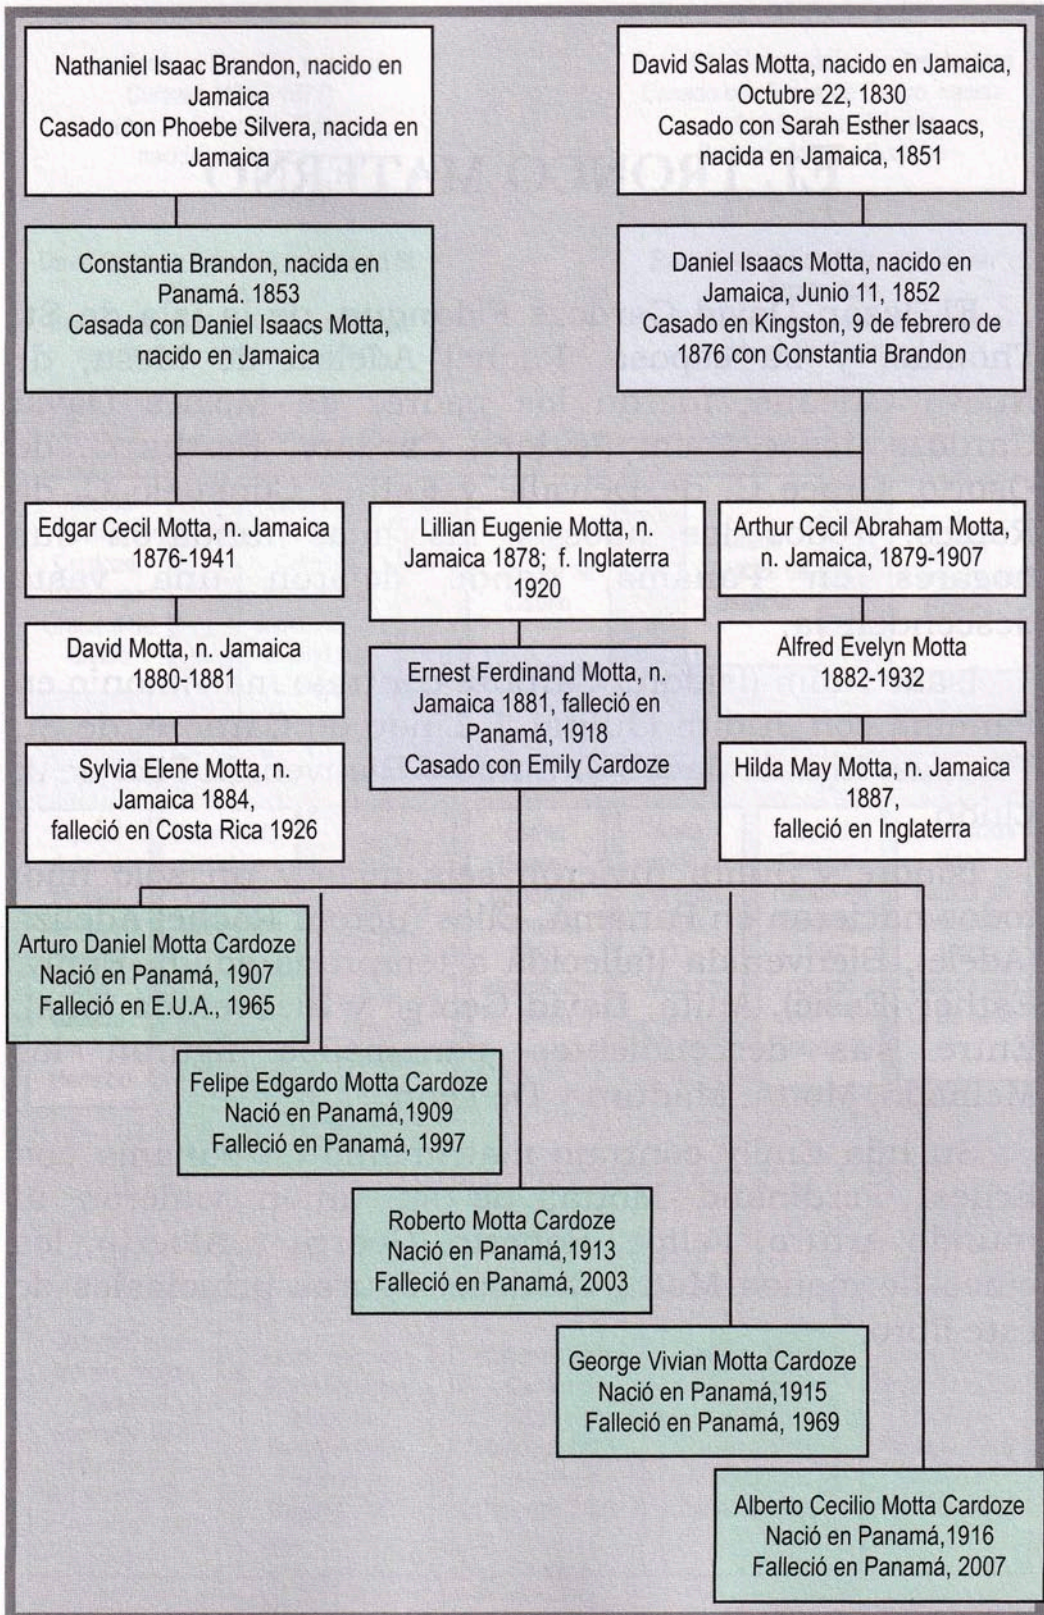 Nathaniel Isaac Brandon, nacido en
Jamaica
Casado con Phoebe Silvera, nacida en
Jamaica
David Salas Motta, nacido en Jamaica,
Octubre 22, 1830
Casado con Sarah Esther Isaacs,
nacida en Jamaica, 1851
Constantia Brandon, nacida en
Panamá. 1853
Casada con Daniel Isaacs Motta,
nacido en Jamaica
Daniel Isaacs Motta, nacido en
Jamaica, Junio 11, 1852
Casado en Kingston, 9 de febrero de
1876 con Constantia Brandon
Edgar Cecil Motta, n. Jamaica
1876-1941
Lillian Eugenie Motta, n.
Jamaica 1878; f. Inglaterra
1920
Arthur Cecil Abraham Motta,
n. Jamaica, 1879-1907
David Motta, n. Jamaica
1880-1881
Ernest Ferdinand Motta, n.
Jamaica 1881, falleció en
Panamá, 1918
Casado con Emily Cardoze
Alfred Evelyn Motta
1882-1932
Sylvia Elene Motta, n.
Jamaica 1884,
falleció en Costa Rica 1926
Hilda May Motta, n. Jamaica
1887,
falleció en Inglaterra
Arturo Daniel Motta Cardoze
Nació en Panamá, 1907
Falleció en E.U.A., 1965
Felipe Edgardo Motta Cardoze
Nació en Panamá,1909
Falleció en Panamá, 1997
Roberto Motta Cardoze
Nació en Panamá,1913
Falleció en Panamá, 2003
George Vivian Motta Cardoze
Nació en Panamá,1915
Falleció en Panamá, 1969
Alberto Cecilio Motta Cardoze
Nació en Panamá,1916
Falleció en Panamá, 2007